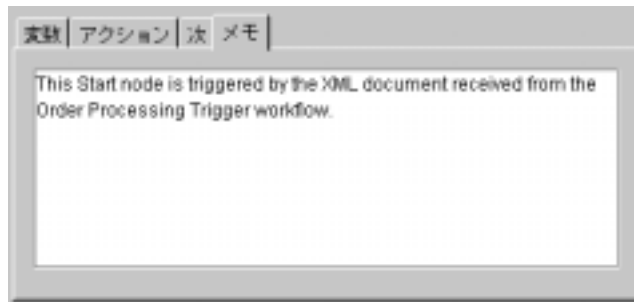 変数 アクション 次 メモ
This Start node is triggered by the XML document received from the
Order Processing Trigger workflow.